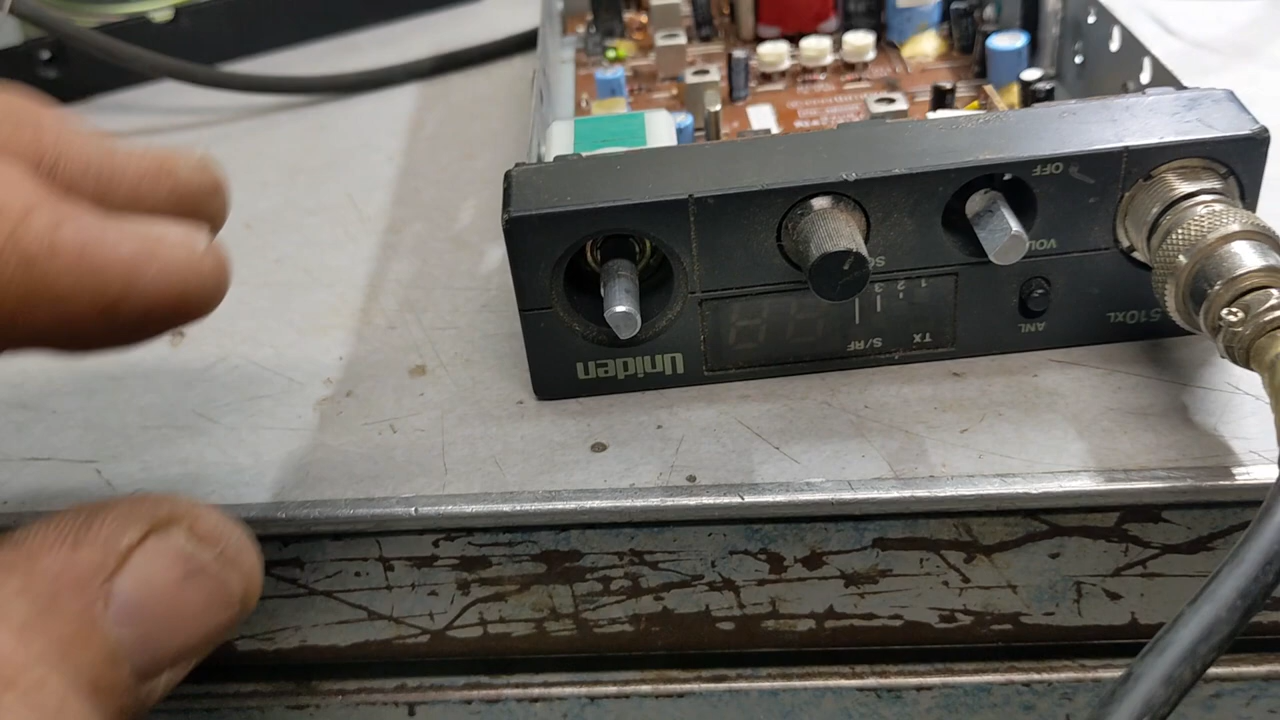 OFF
VOL
SQ
1 2 3
ANL
510XL
TX
S/RF
Uniden